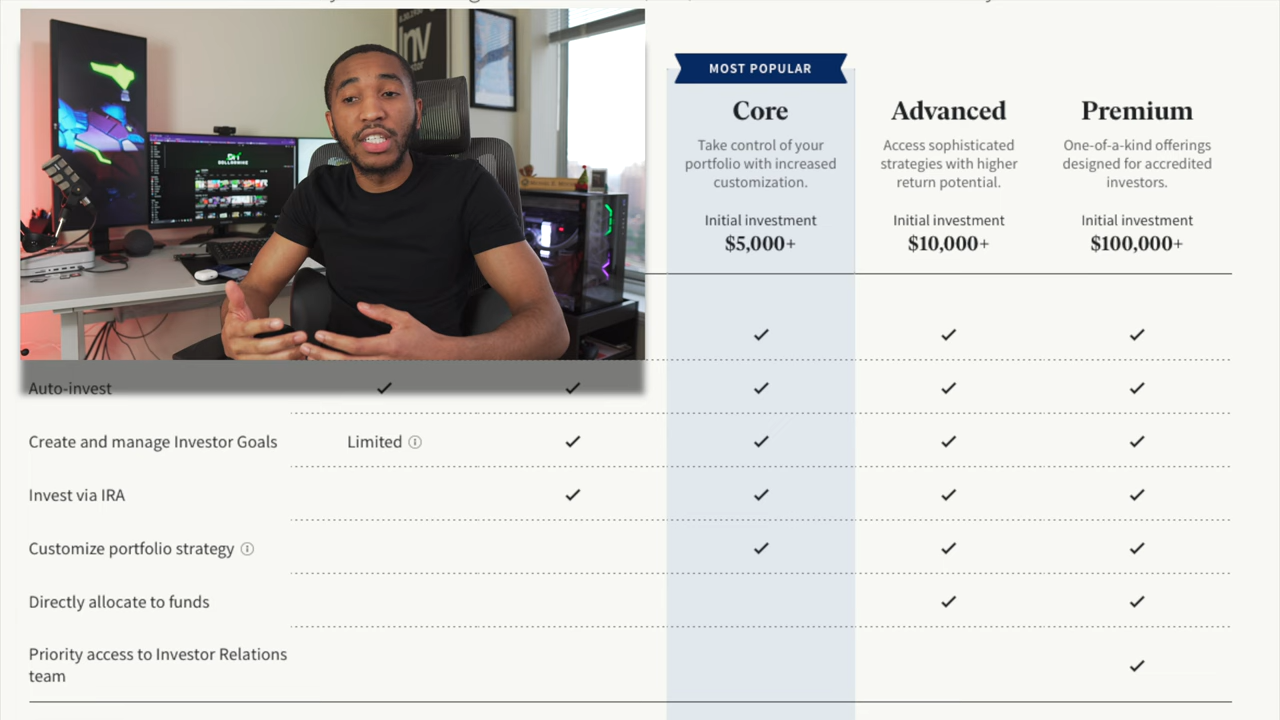 MOST POPULAR
Core
Advanced
Premium
Take control of your
portfolio with increased
customization.
Access sophisticated
strategies with higher
return potential.
One-of-a-kind offerings
designed for accredited
investors.
Initial investment
$5,000+
Initial investment
$10,000+
Initial investment
$100,000+
Auto-invest
Create and manage Investor Goals
Limited
Invest via IRA
Customize portfolio strategy
Directly allocate to funds
Priority access to Investor Relations
team